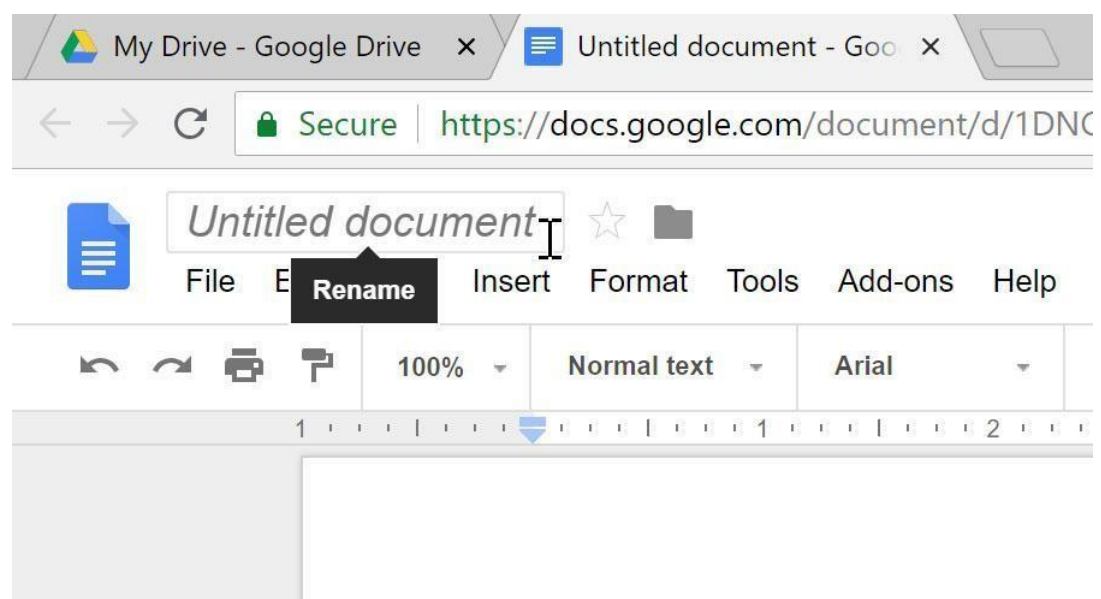 My Drive - Google Drive
Untitled document - Goo
Secure https://docs.google.com/document/d/1DN
Untitled document
File Insert Format Tools Add-ons Help
Rename
100% Normal text Arial
1 1 2